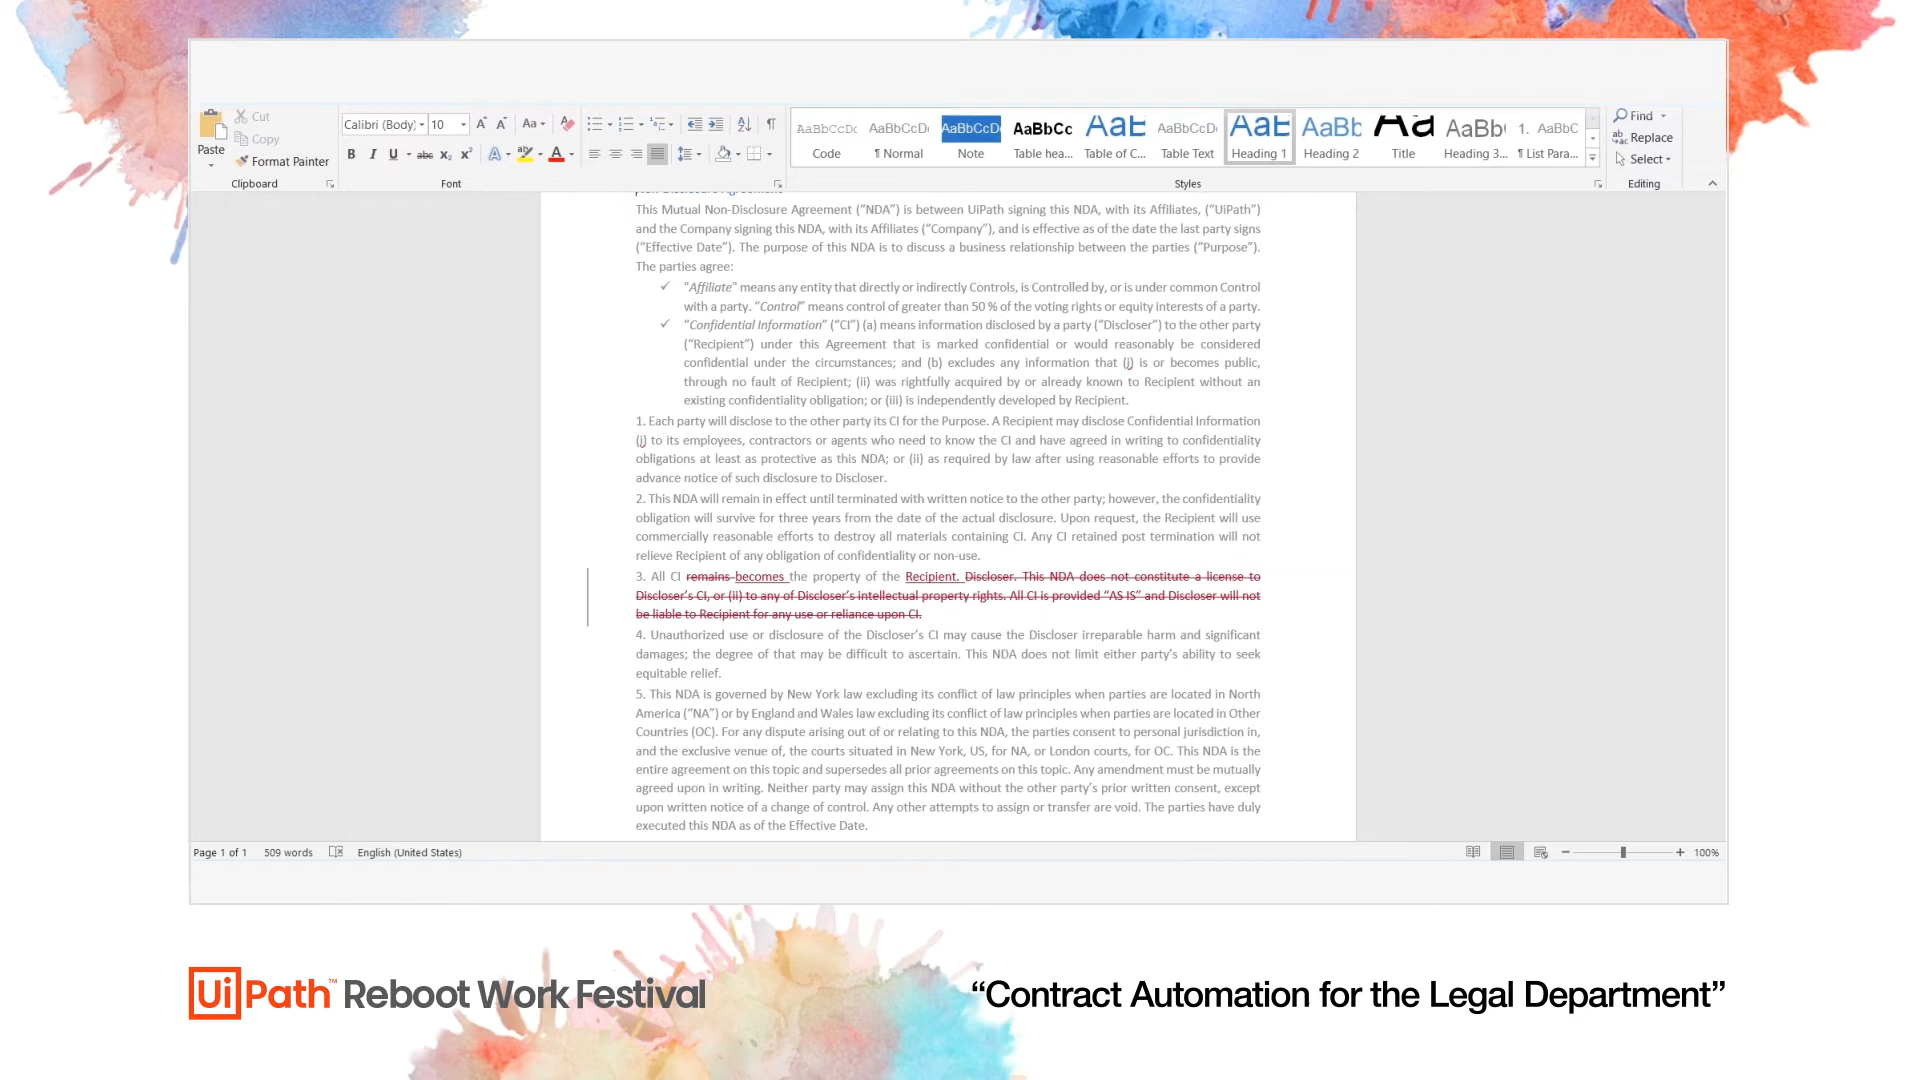 Cut
Copy
Paste
Format Painter
Clipboard
Calibri (Body)
10
Aa
B I U abc x₂ x²
A
Font
AaBbCcDc
Code
AaBbCcDi
¶ Normal
AaBbCcD
Note
AaBbCc
Table hea...
AaBb
Table of C...
AaBbCcDi
Table Text
AaBb
Heading 1
AaBb
Heading 2
AaBb
Title
AaBb(
Heading 3...
1. AaBbC
¶ List Para...
Styles
Find
Replace
Select
Editing
This Mutual Non-Disclosure Agreement (“NDA”) is between UiPath signing this NDA, with its Affiliates, (“UiPath”)
and the Company signing this NDA, with its Affiliates (“Company”), and is effective as of the date the last party signs
(“Effective Date”). The purpose of this NDA is to discuss a business relationship between the parties (“Purpose”).
The parties agree:
✓ "Affiliate" means any entity that directly or indirectly Controls, is Controlled by, or is under common Control
with a party. “Control” means control of greater than 50 % of the voting rights or equity interests of a party.
✓ “Confidential Information” (“CI”) (a) means information disclosed by a party (“Discloser”) to the other party
(“Recipient”) under this Agreement that is marked confidential or would reasonably be considered
confidential under the circumstances; and (b) excludes any information that (i) is or becomes public,
through no fault of Recipient; (ii) was rightfully acquired by or already known to Recipient without an
existing confidentiality obligation; or (iii) is independently developed by Recipient.
1. Each party will disclose to the other party its CI for the Purpose. A Recipient may disclose Confidential Information
(i) to its employees, contractors or agents who need to know the CI and have agreed in writing to confidentiality
obligations at least as protective as this NDA; or (ii) as required by law after using reasonable efforts to provide
advance notice of such disclosure to Discloser.
2. This NDA will remain in effect until terminated with written notice to the other party; however, the confidentiality
obligation will survive for three years from the date of the actual disclosure. Upon request, the Recipient will use
commercially reasonable efforts to destroy all materials containing CI. Any CI retained post termination will not
relieve Recipient of any obligation of confidentiality or non-use.
3. All CI remains becomes the property of the Recipient. Discloser. This NDA does not constitute a license to
Discloser’s CI, or (ii) to any of Discloser’s intellectual property rights. All CI is provided “AS IS” and Discloser will not
be liable to Recipient for any use or reliance upon CI.
4. Unauthorized use or disclosure of the Discloser’s CI may cause the Discloser irreparable harm and significant
damages; the degree of that may be difficult to ascertain. This NDA does not limit either party’s ability to seek
equitable relief.
5. This NDA is governed by New York law excluding its conflict of law principles when parties are located in North
America (“NA”) or by England and Wales law excluding its conflict of law principles when parties are located in Other
Countries (OC). For any dispute arising out of or relating to this NDA, the parties consent to personal jurisdiction in,
and the exclusive venue of, the courts situated in New York, US, for NA, or London courts, for OC. This NDA is the
entire agreement on this topic and supersedes all prior agreements on this topic. Any amendment must be mutually
agreed upon in writing. Neither party may assign this NDA without the other party’s prior written consent, except
upon written notice of a change of control. Any other attempts to assign or transfer are void. The parties have duly
executed this NDA as of the Effective Date.
Page 1 of 1 509 words English (United States)
100%
UiPath™ Reboot Work Festival
“Contract Automation for the Legal Department”